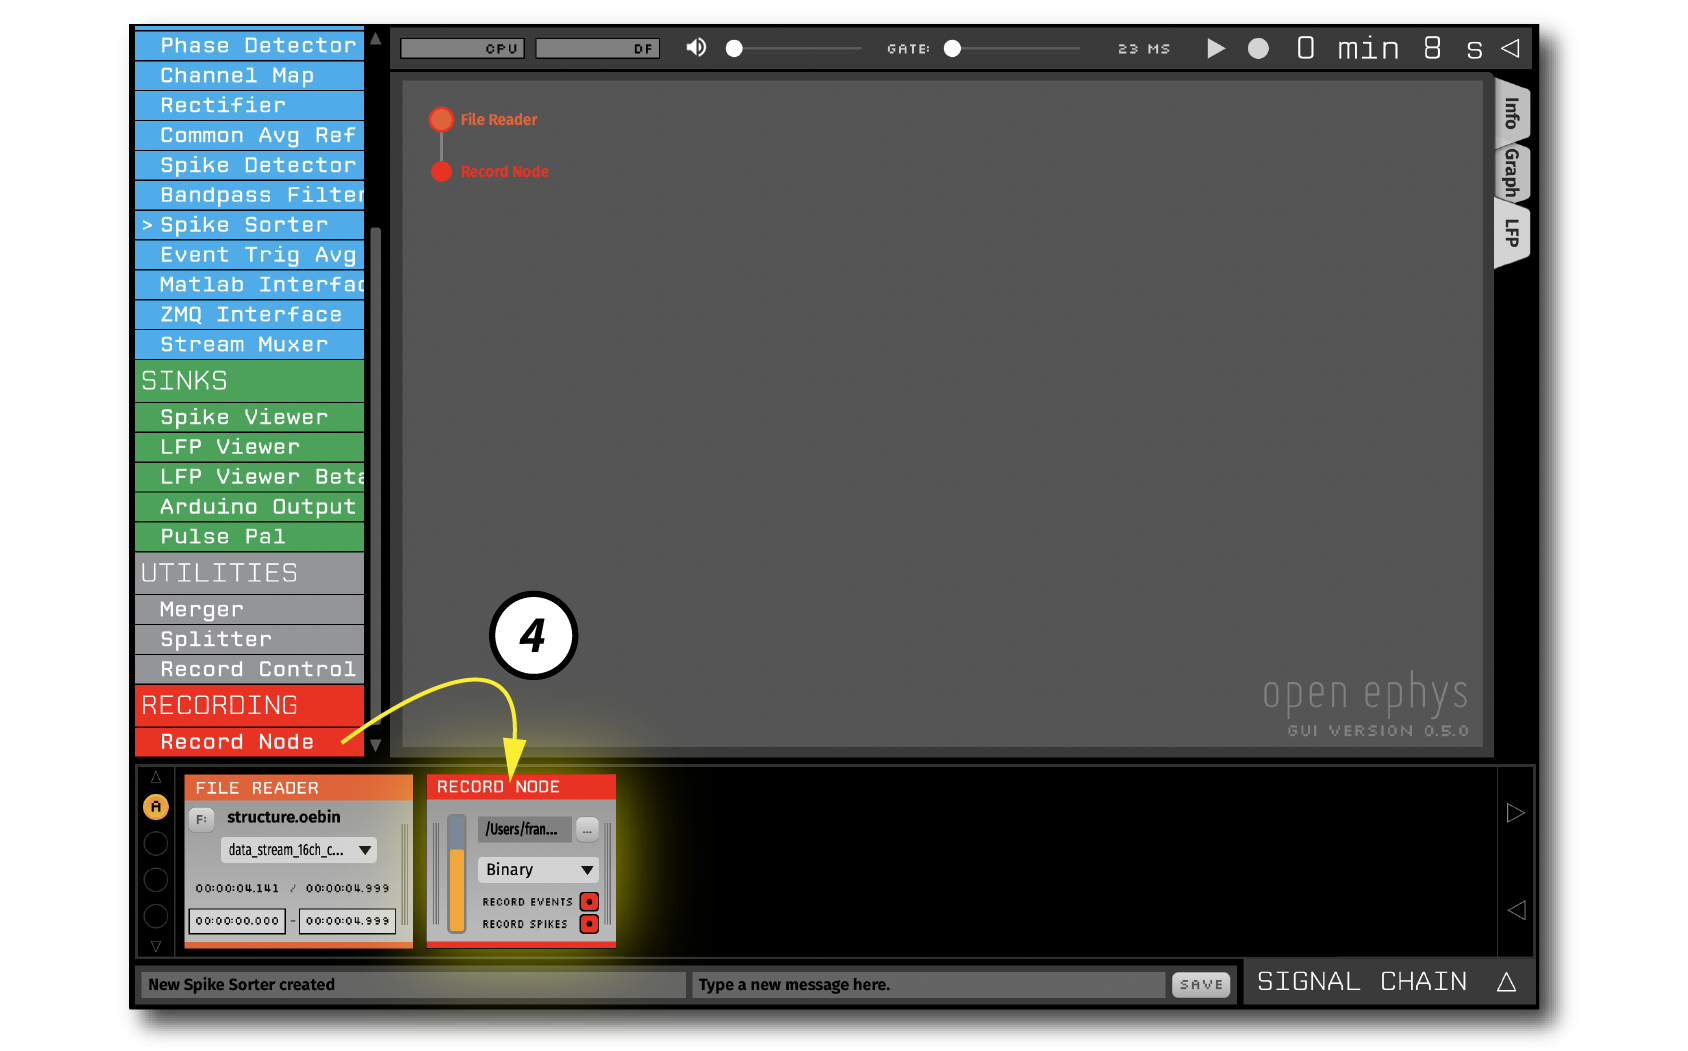 Phase Detector
Channel Map
Rectifier
Common Avg Ref
Spike Detector
Bandpass Filter
> Spike Sorter
Event Trig Avg
Matlab Interfac
ZMQ Interface
Stream Muxer
SINKS
Spike Viewer
LFP Viewer
LFP Viewer Beta
Arduino Output
Pulse Pal
UTILITIES
Merger
Splitter
Record Control
RECORDING
Record Node
CPU
DF
GATE:
23 MS
0 min 8 s
File Reader
Record Node
Info
Graph
LFP
4
open ephys
GUI VERSION 0.5.0
A
FILE READER
F:
structure.oebin
data_stream_16ch_c...
00:00:04.141 / 00:00:04.999
00:00:00.000 - 00:00:04.999
RECORD NODE
/Users/fran...
...
Binary
RECORD EVENTS
RECORD SPIKES
New Spike Sorter created
Type a new message here.
SAVE
SIGNAL CHAIN